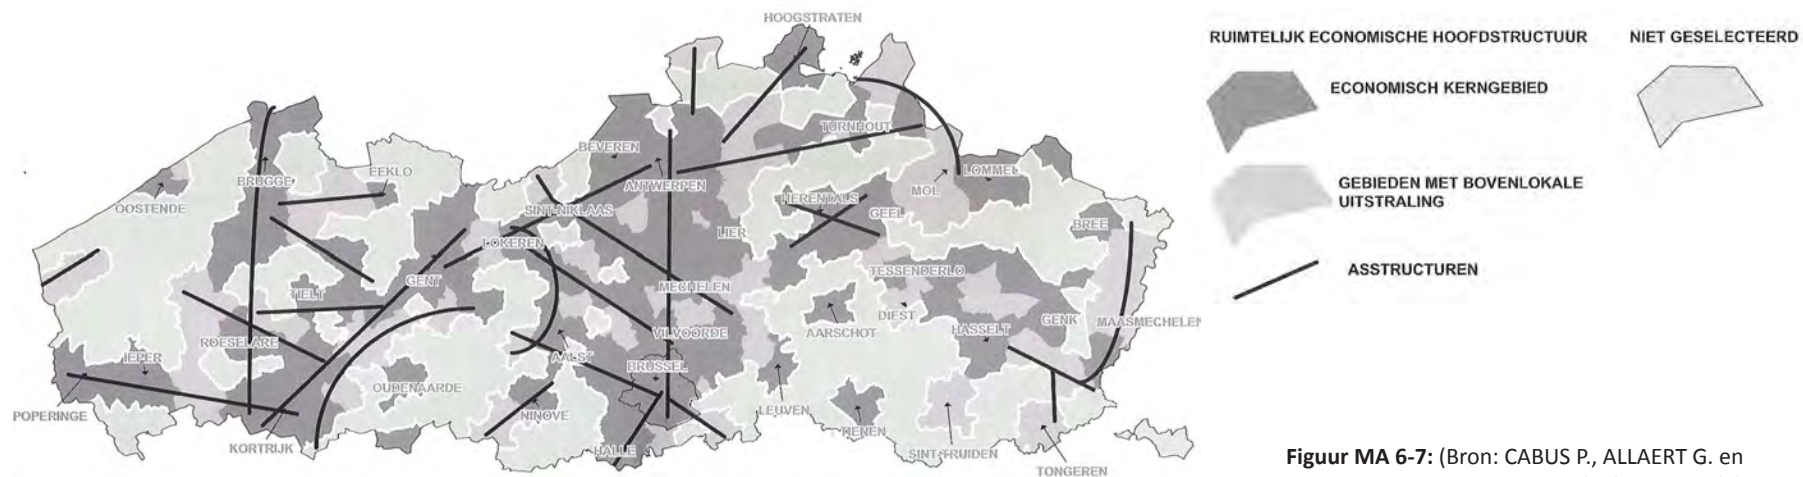 HOOGSTRATEN
TURNHOUT
BEVEREN
ANTWERPEN
BRUGGE
EEKLO
OOSTENDE
SINT-NIKLAAS
HERENTALS
MOL
LOMMEL
GEEL
LIER
LOKEREN
BREE
GENT
TESSENDERLO
TIELT
MECHELEN
AARSCHOT
DIEST
HASSELT
GENK
MAASMECHELEN
ROESELARE
VILVOORDE
IEPER
AALST
BRUSSEL
OUDENAARDE
POPERINGE
NINOVE
LEUVEN
TIENEN
KORTRIJK
HALLE
SINT-TRUIDEN
TONGEREN
RUIMTELIJK ECONOMISCHE HOOFDSTRUCTUUR
NIET GESELECTEERD
ECONOMISCH KERNGEBIED
GEBIEDEN MET BOVENLOKALE
UITSTRALING
ASSTRUCTUREN
Figuur MA 6-7: (Bron: CABUS P., ALLAERT G. en